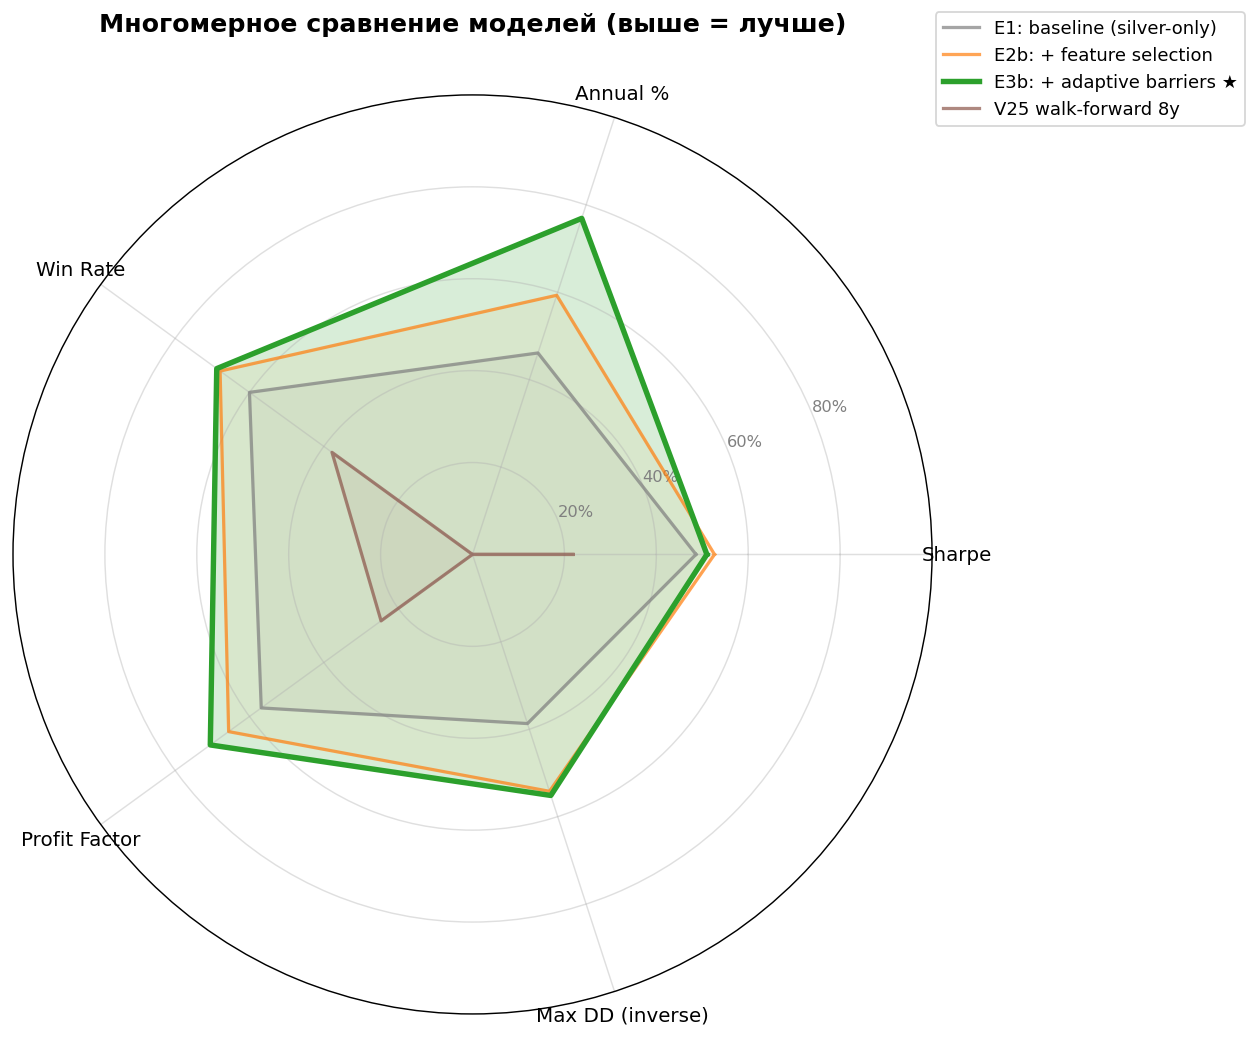 Многомерное сравнение моделей (выше = лучше)
E1: baseline (silver-only)
E2b: + feature selection
E3b: + adaptive barriers ★
V25 walk-forward 8y
Annual %
Win Rate
80%
60%
40%
20%
Sharpe
Profit Factor
Max DD (inverse)